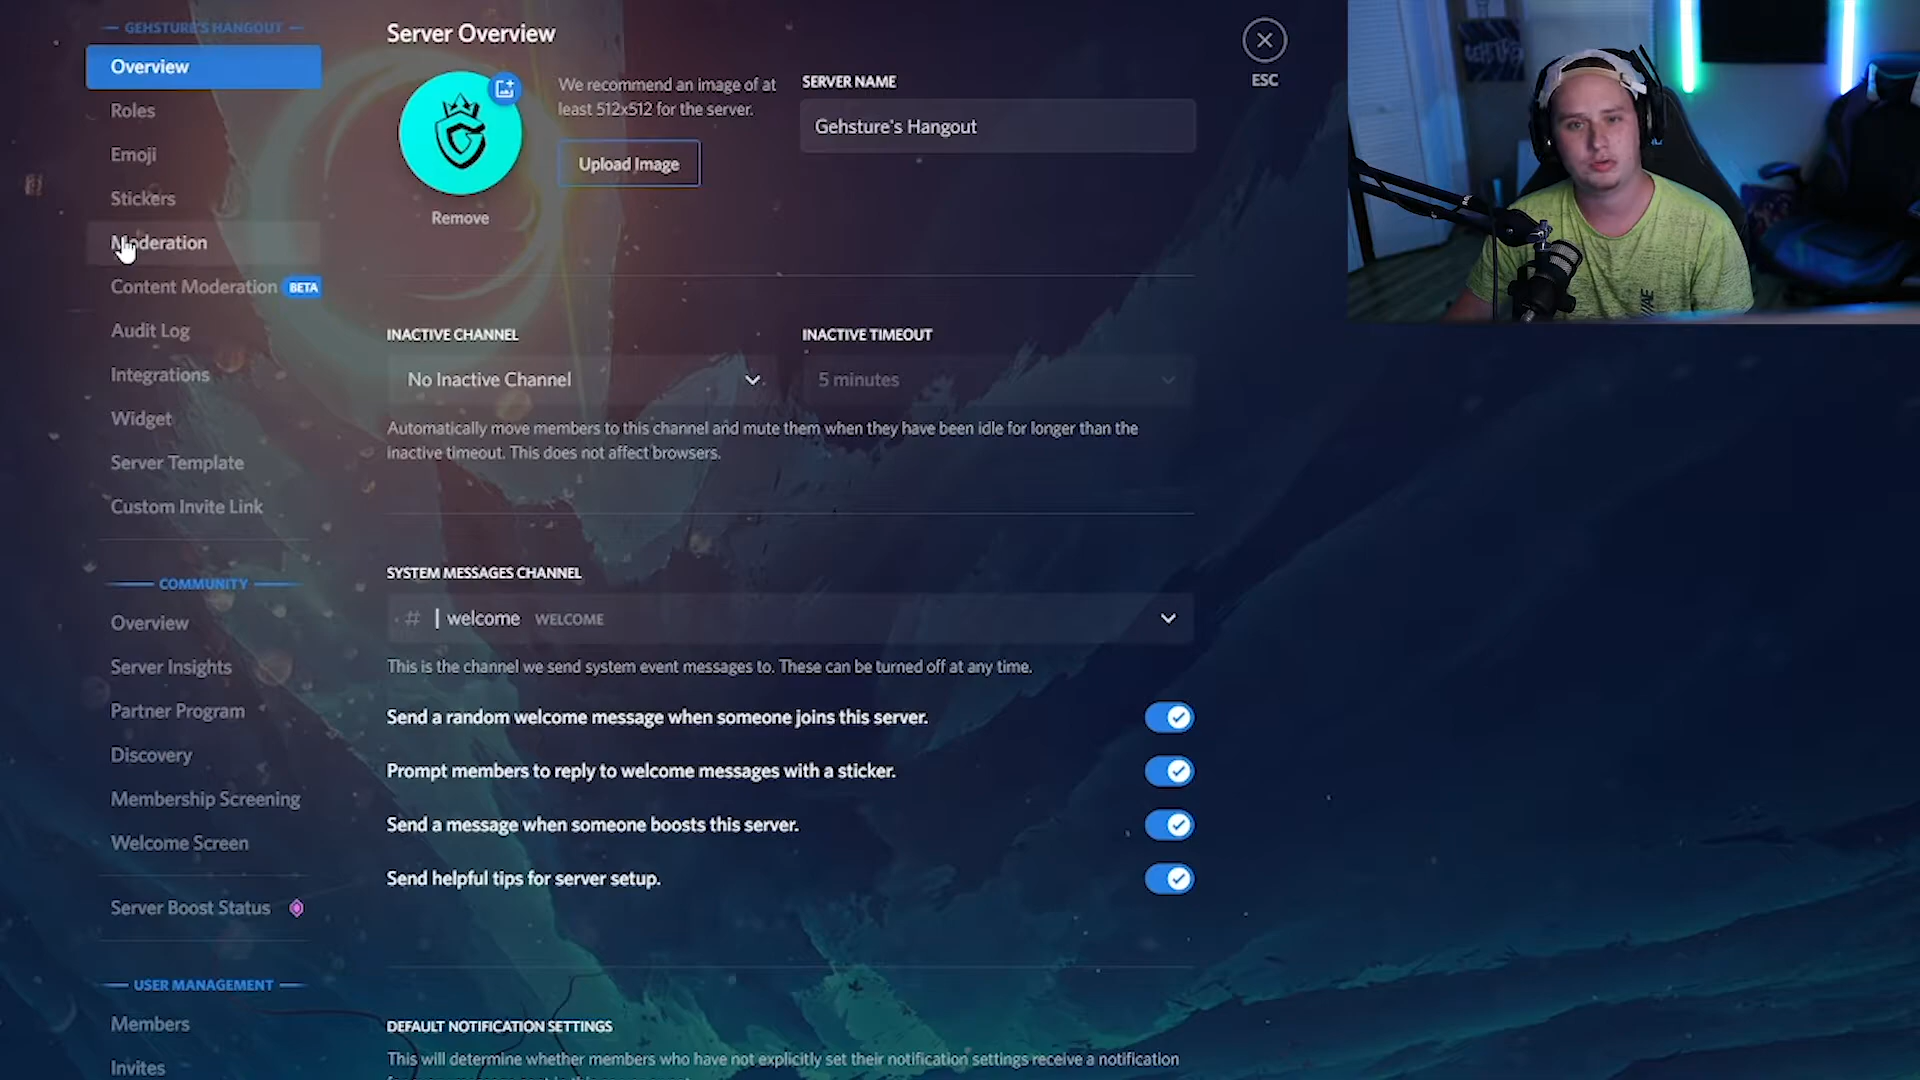 GEHSTURE'S HANGOUT
Overview
Roles
Emoji
Stickers
Moderation
Content Moderation BETA
Audit Log
Integrations
Widget
Server Template
Custom Invite Link
COMMUNITY
Overview
Server Insights
Partner Program
Discovery
Membership Screening
Welcome Screen
Server Boost Status
USER MANAGEMENT
Members
Invites
Server Overview
We recommend an image of at
least 512x512 for the server.
Upload Image
Remove
SERVER NAME
Gehsture's Hangout
ESC
INACTIVE CHANNEL
No Inactive Channel
INACTIVE TIMEOUT
5 minutes
Automatically move members to this channel and mute them when they have been idle for longer than the
inactive timeout. This does not affect browsers.
SYSTEM MESSAGES CHANNEL
# | welcome WELCOME
This is the channel we send system event messages to. These can be turned off at any time.
Send a random welcome message when someone joins this server.
Prompt members to reply to welcome messages with a sticker.
Send a message when someone boosts this server.
Send helpful tips for server setup.
DEFAULT NOTIFICATION SETTINGS
This will determine whether members who have not explicitly set their notification settings receive a notification